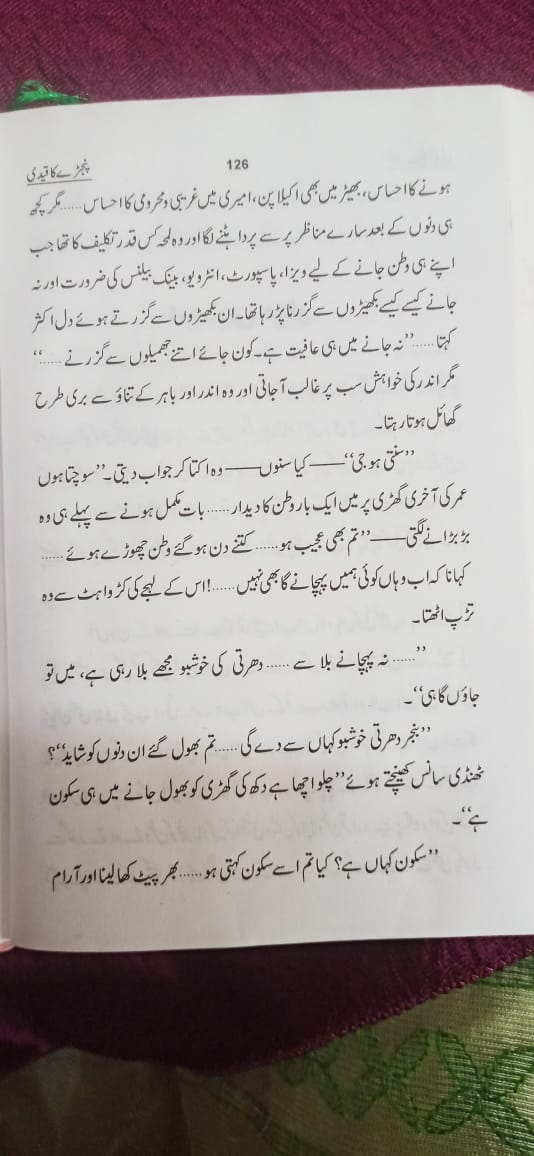 126
پنجڑے کا قیدی
ہونے کا احساس، بھیڑ میں بھی اکیلا پن، امیری میں غریبی و محرومی کا احساس ...... مگر کچھ
ہی دنوں کے بعد سارے مناظر پر سے پردا ہٹنے لگا اور وہ لمحہ کس قدر تکلیف کا تھا جب
اپنے ہی وطن جانے کے لیے ویزا، پاسپورٹ، انٹرویو، بینک بیلنس کی ضرورت اور نہ
جانے کیسے کیسے بکھیڑوں سے گزرنا پڑ رہا تھا۔ ان بکھیڑوں سے گزرتے ہوئے دل اکثر
کہتا ...... ’’نہ جانے میں ہی عافیت ہے۔ کون جائے اتنے جھمیلوں سے گزرنے ......‘‘
مگر اندر کی خواہش سب پر غالب آ جاتی اور وہ اندر اور باہر کے تناؤ سے بری طرح
گھائل ہوتا رہتا۔
’’سنتی ہو جی‘‘ —— کیا سنوں —— وہ اکتا کر جواب دیتی۔ ’’سوچتا ہوں
عمر کی آخری گھڑی پر میں ایک بار وطن کا دیدار ...... بات مکمل ہونے سے پہلے ہی وہ
بڑبڑانے لگتی —— ’’تم بھی عجیب ہو ...... کتنے دن ہو گئے وطن چھوڑے ہوئے ......
کہا نا کہ اب وہاں کوئی ہمیں پہچانے گا بھی نہیں ......! اس کے لہجے کی کڑواہٹ سے وہ
تڑپ اٹھتا۔
’’...... نہ پہچانے بلا سے ...... دھرتی کی خوشبو مجھے بلا رہی ہے، میں تو
جاؤں گا ہی‘‘۔
’’بنجر دھرتی خوشبو کہاں سے دے گی ...... تم بھول گئے ان دنوں کو شاید‘‘؟
ٹھنڈی سانس کھینچتے ہوئے ’’چلو اچھا ہے دکھ کی گھڑی کو بھول جانے میں ہی سکون
ہے‘‘۔
’’سکون کہاں ہے؟ کیا تم اسے سکون کہتی ہو ...... بھر پیٹ کھا لینا اور آرام